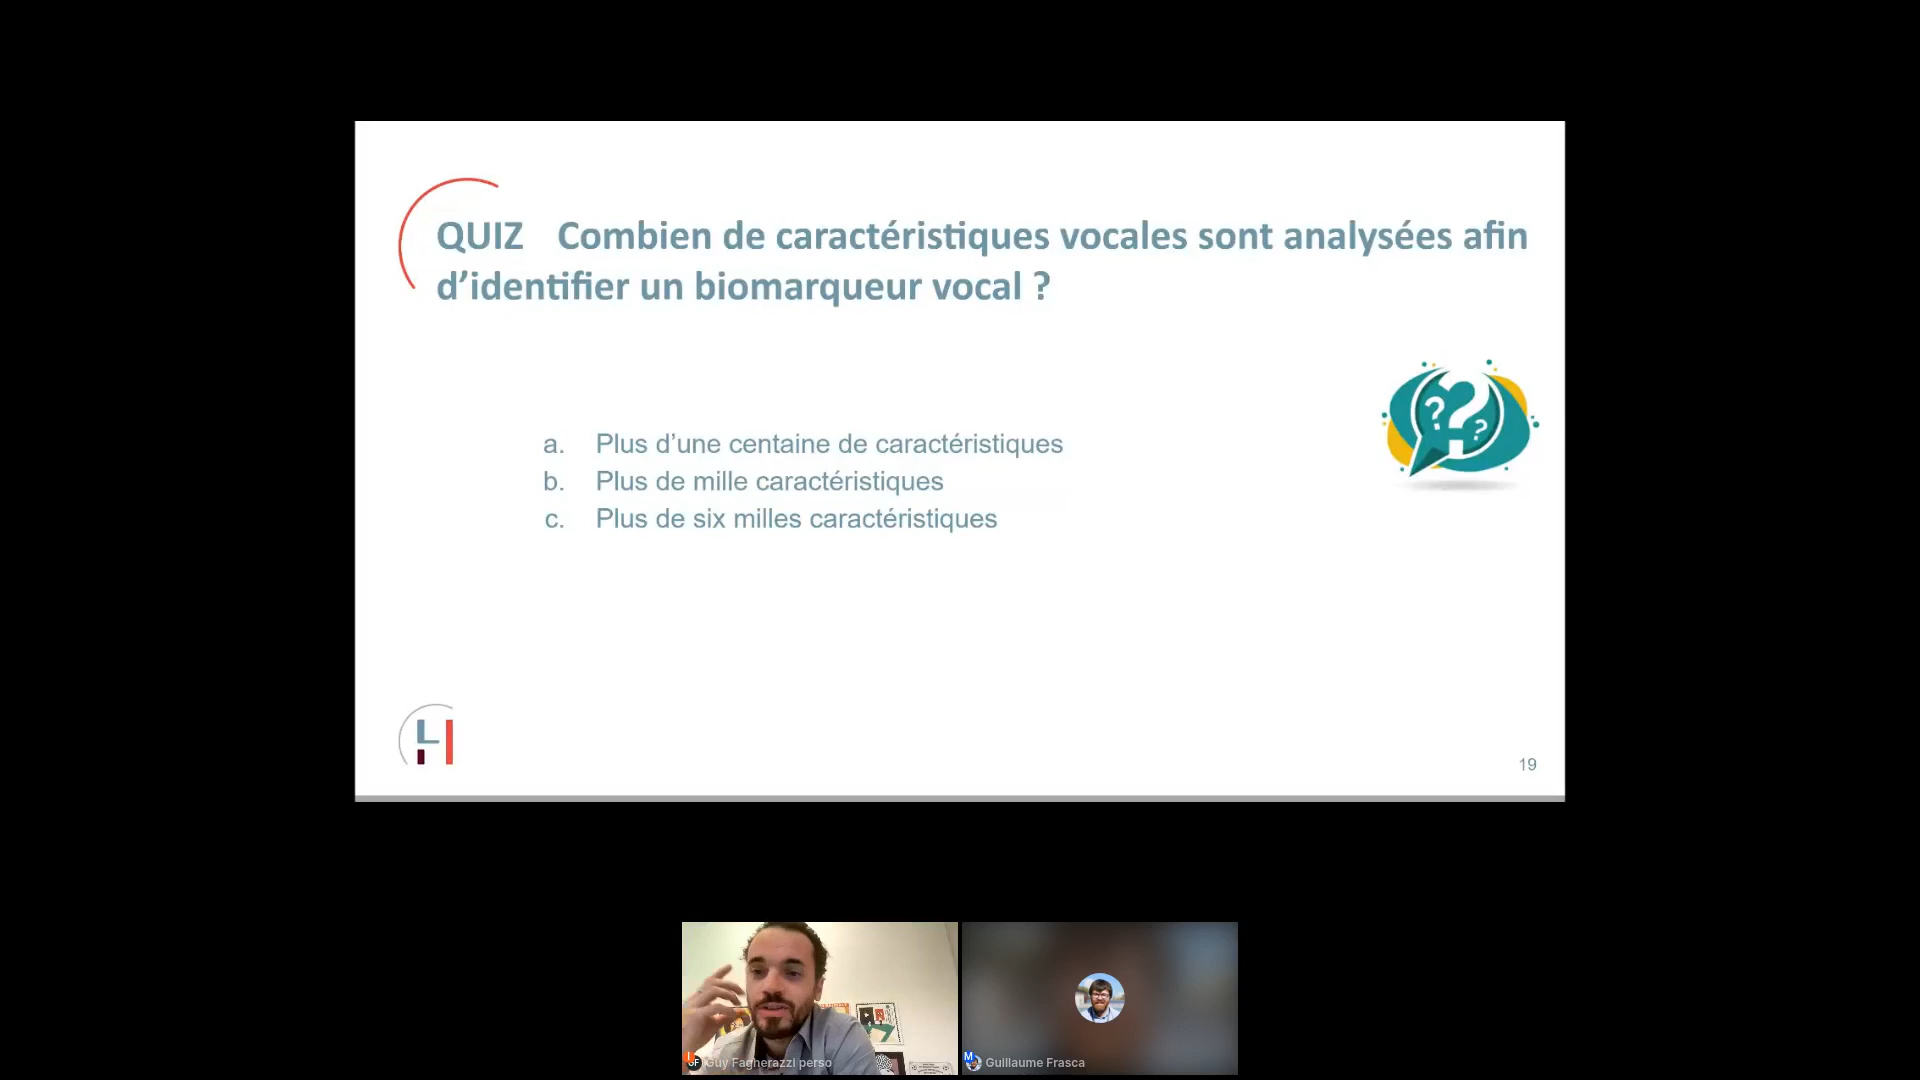 QUIZ Combien de caractéristiques vocales sont analysées afin
d’identifier un biomarqueur vocal ?
a. Plus d’une centaine de caractéristiques
b. Plus de mille caractéristiques
c. Plus de six milles caractéristiques
LI
19
Guy Fagherazzi perso
Guillaume Frasca